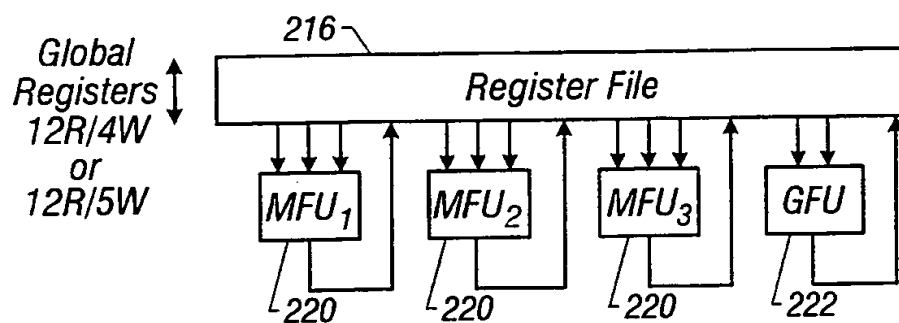 216
Global
Registers
12R/4W
or
12R/5W
Register File
MFU1
MFU2
MFU3
GFU
220
220
220
222